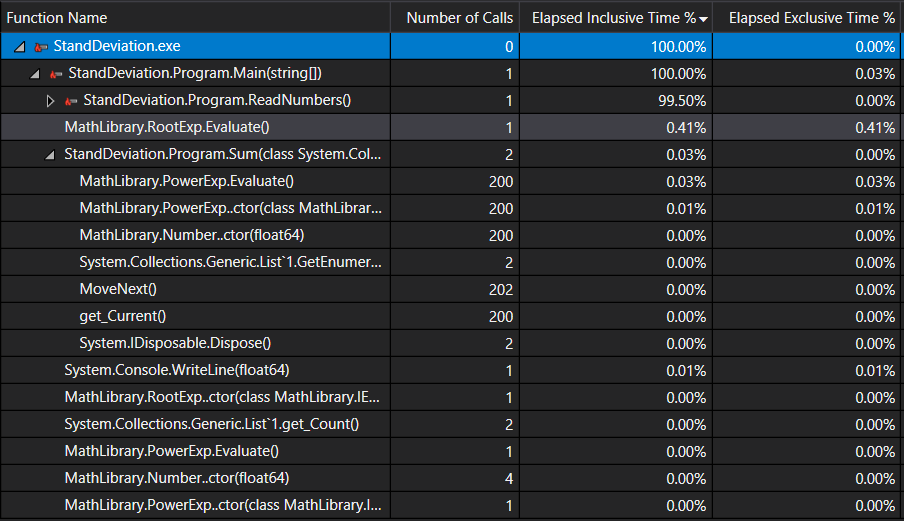 Function Name Number of Calls Elapsed Inclusive Time % Elapsed Exclusive Time %
StandDeviation.exe 0 100.00% 0.00%
StandDeviation.Program.Main(string[]) 1 100.00% 0.03%
StandDeviation.Program.ReadNumbers() 1 99.50% 0.00%
MathLibrary.RootExp.Evaluate() 1 0.41% 0.41%
StandDeviation.Program.Sum(class System.Col... 2 0.03% 0.00%
MathLibrary.PowerExp.Evaluate() 200 0.03% 0.03%
MathLibrary.PowerExp..ctor(class MathLibrar... 200 0.01% 0.01%
MathLibrary.Number..ctor(float64) 200 0.00% 0.00%
System.Collections.Generic.List`1.GetEnumer... 2 0.00% 0.00%
MoveNext() 202 0.00% 0.00%
get_Current() 200 0.00% 0.00%
System.IDisposable.Dispose() 2 0.00% 0.00%
System.Console.WriteLine(float64) 1 0.01% 0.01%
MathLibrary.RootExp..ctor(class MathLibrary.IE... 1 0.00% 0.00%
System.Collections.Generic.List`1.get_Count() 2 0.00% 0.00%
MathLibrary.PowerExp.Evaluate() 1 0.00% 0.00%
MathLibrary.Number..ctor(float64) 4 0.00% 0.00%
MathLibrary.PowerExp..ctor(class MathLibrary.I... 1 0.00% 0.00%